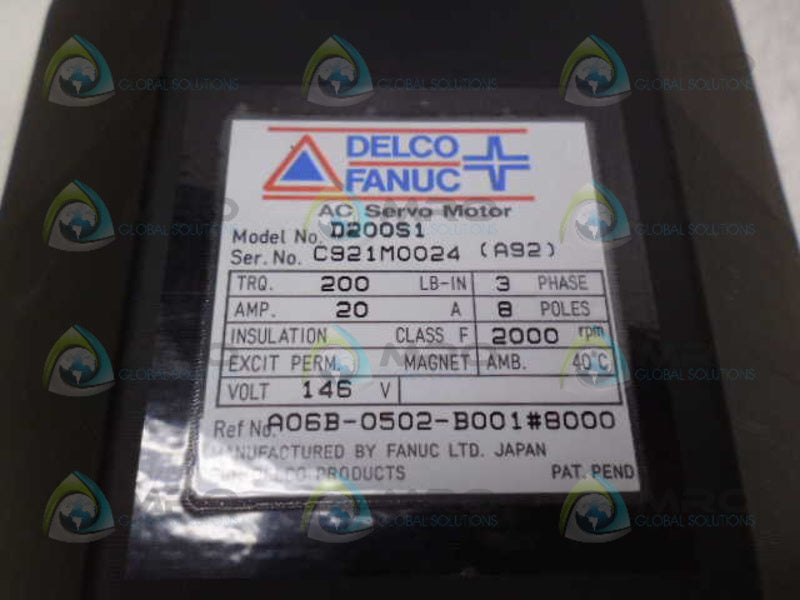 DELCO
FANUC
AC Servo Motor
Model No. D200S1
Ser. No. C921M0024 (A92)
TRQ. 200 LB-IN 3 PHASE
AMP. 20 A 8 POLES
INSULATION CLASS F 2000 rpm
EXCIT PERM. MAGNET AMB. 40°C
VOLT 146 V
Ref No. A06B-0502-B001#8000
MANUFACTURED BY FANUC LTD. JAPAN
PRODUCTS PAT. PEND
MRO
GLOBAL SOLUTIONS